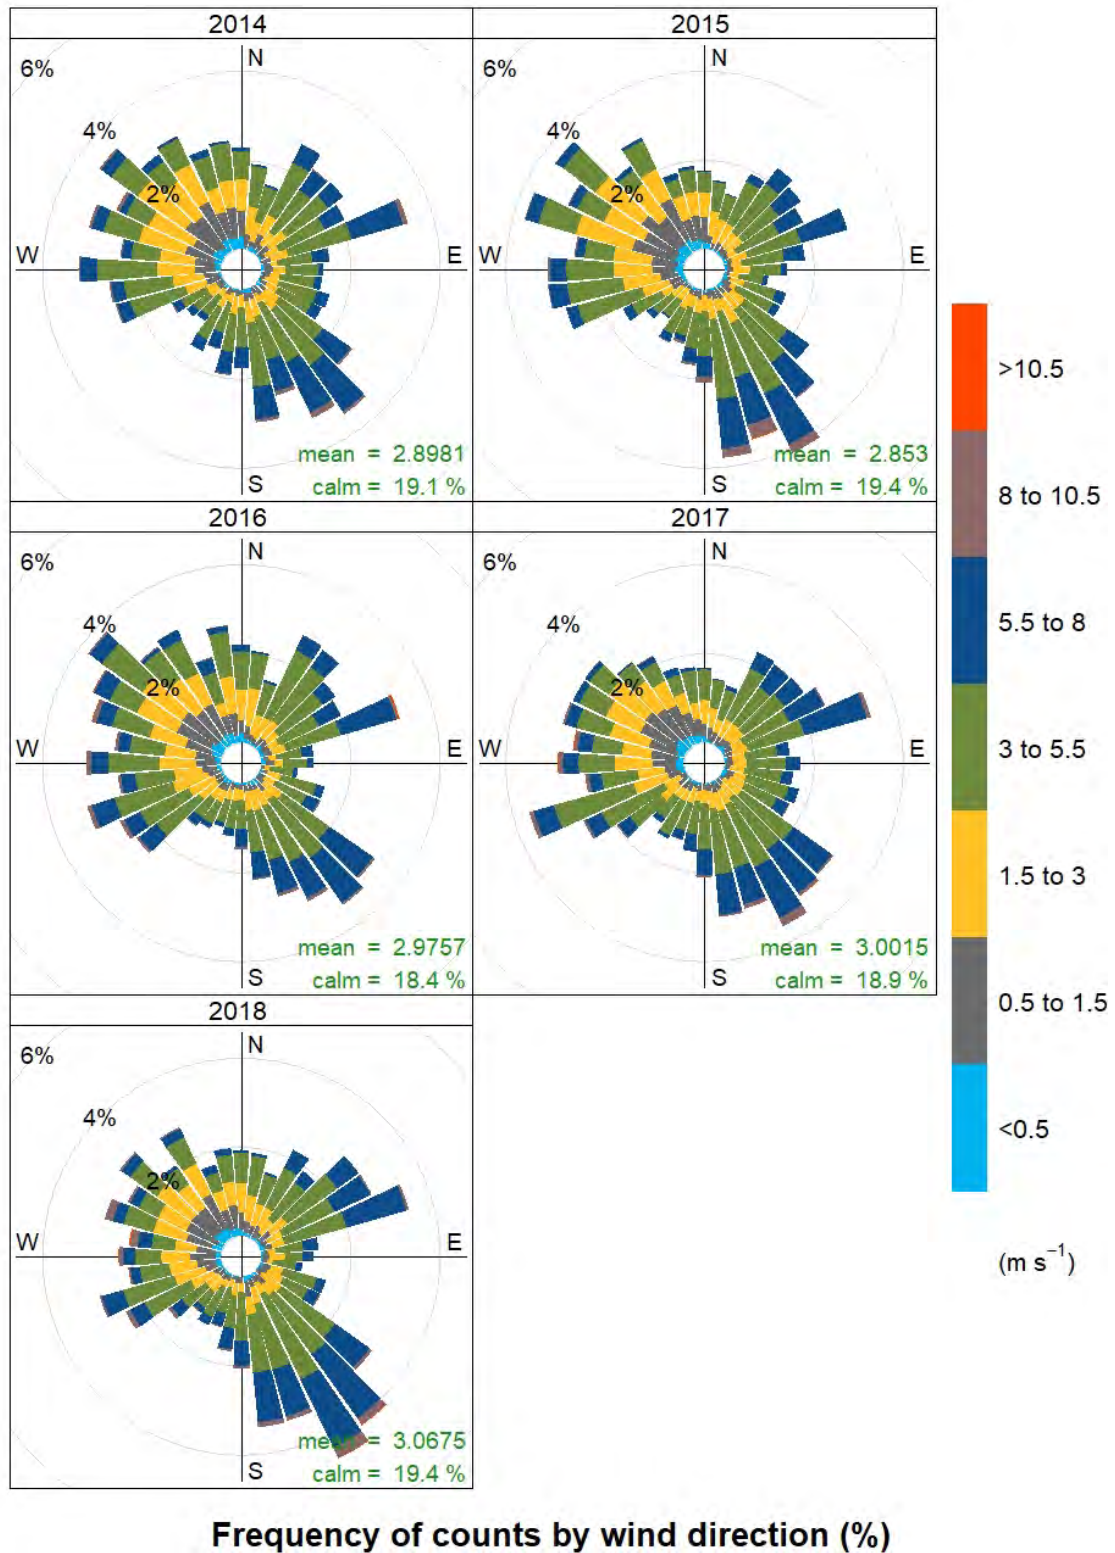 2014
2015
N
6%
4%
2%
W
E
S
mean = 2.8981
calm = 19.1 %
N
6%
4%
2%
W
E
S
mean = 2.853
calm = 19.4 %
2016
2017
N
6%
4%
2%
W
E
S
mean = 2.9757
calm = 18.4 %
N
6%
4%
2%
W
E
S
mean = 3.0015
calm = 18.9 %
2018
N
6%
4%
2%
W
E
S
mean = 3.0675
calm = 19.4 %
>10.5
8 to 10.5
5.5 to 8
3 to 5.5
1.5 to 3
0.5 to 1.5
<0.5
(m s⁻¹)
Frequency of counts by wind direction (%)